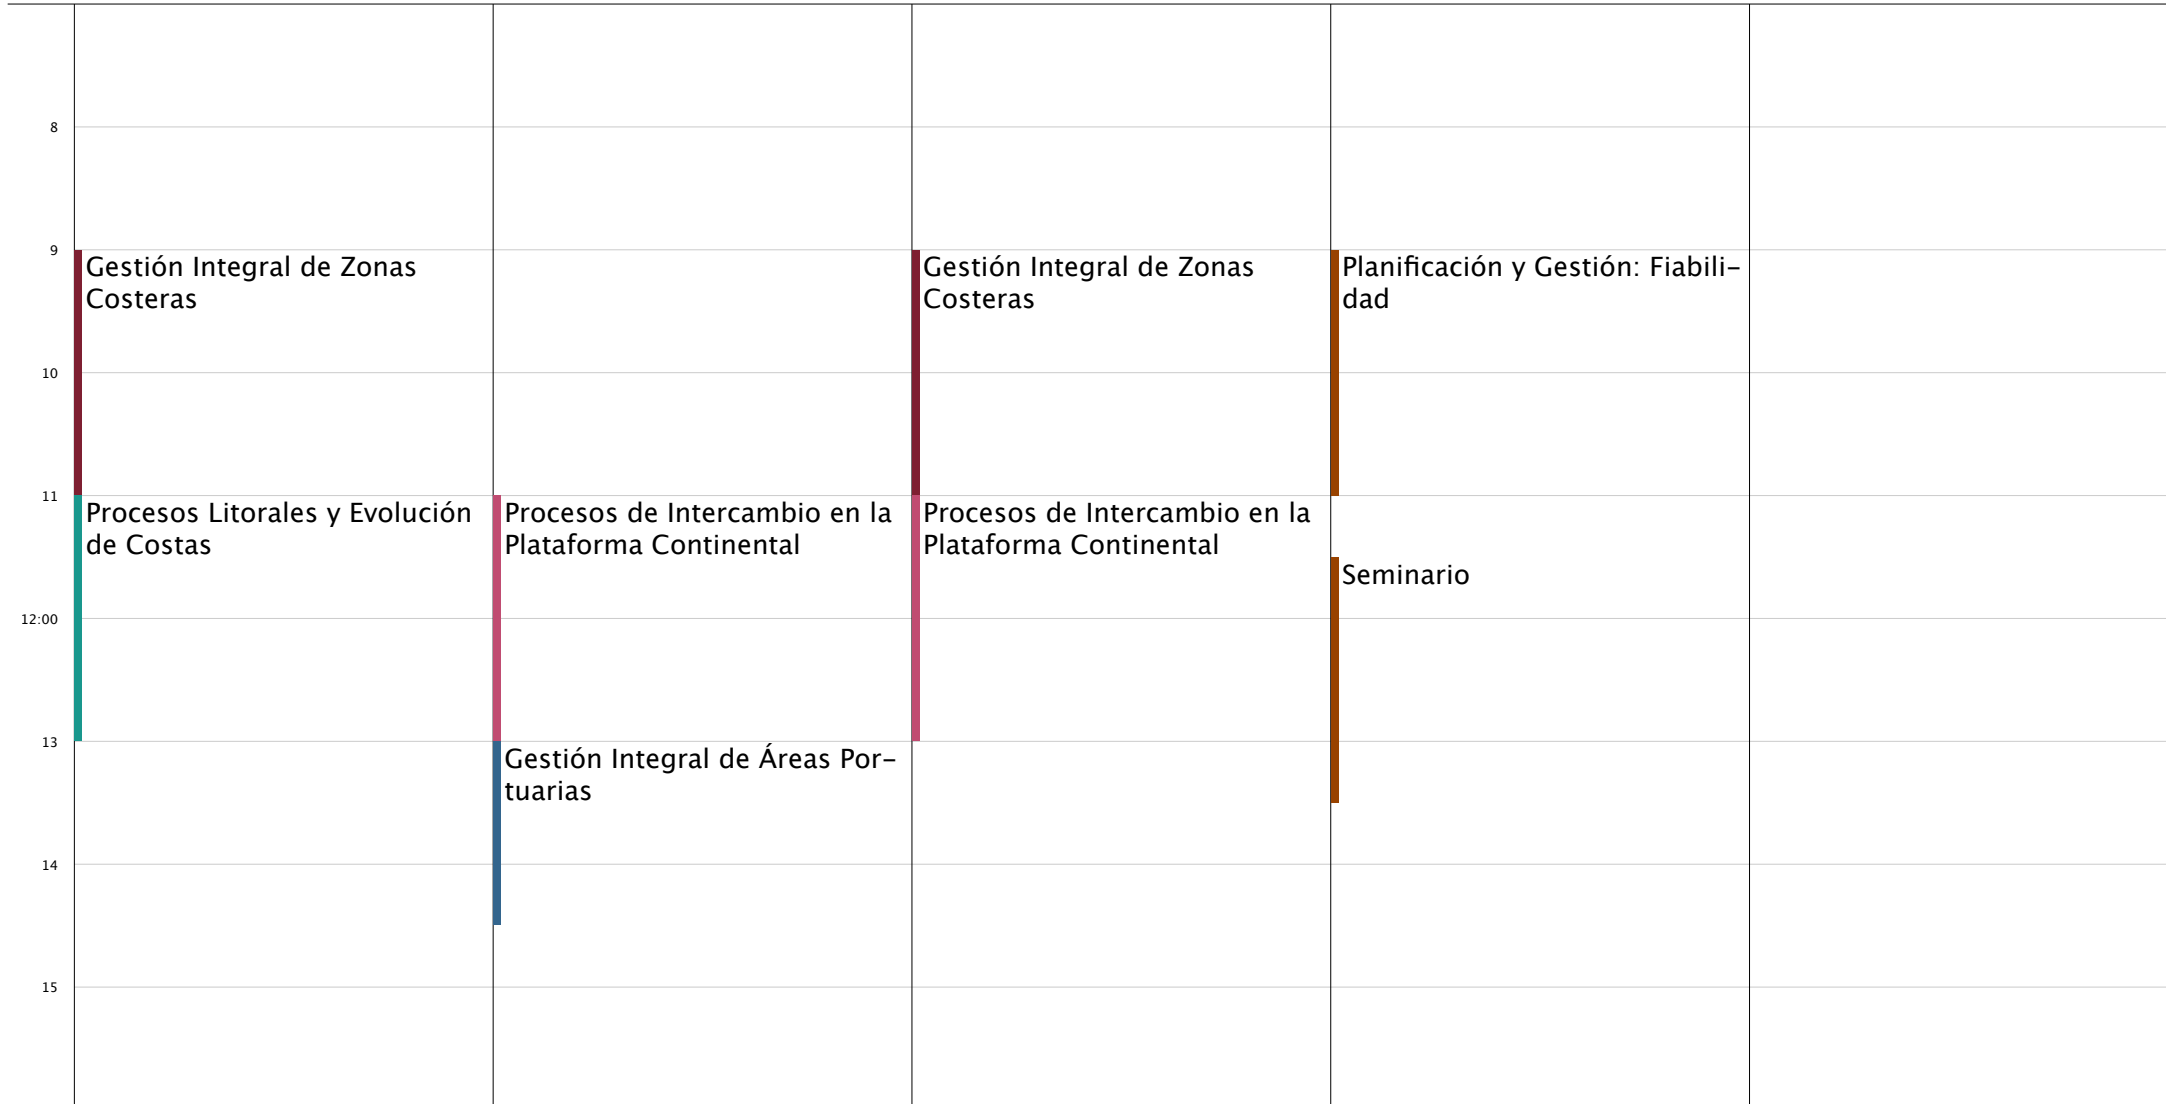 8
9
Gestión Integral de Zonas
Costeras
Gestión Integral de Zonas
Costeras
Planificación y Gestión: Fiabili-
dad
10
11
Procesos Litorales y Evolución
de Costas
Procesos de Intercambio en la
Plataforma Continental
Procesos de Intercambio en la
Plataforma Continental
Seminario
12:00
13
Gestión Integral de Áreas Por-
tuarias
14
15